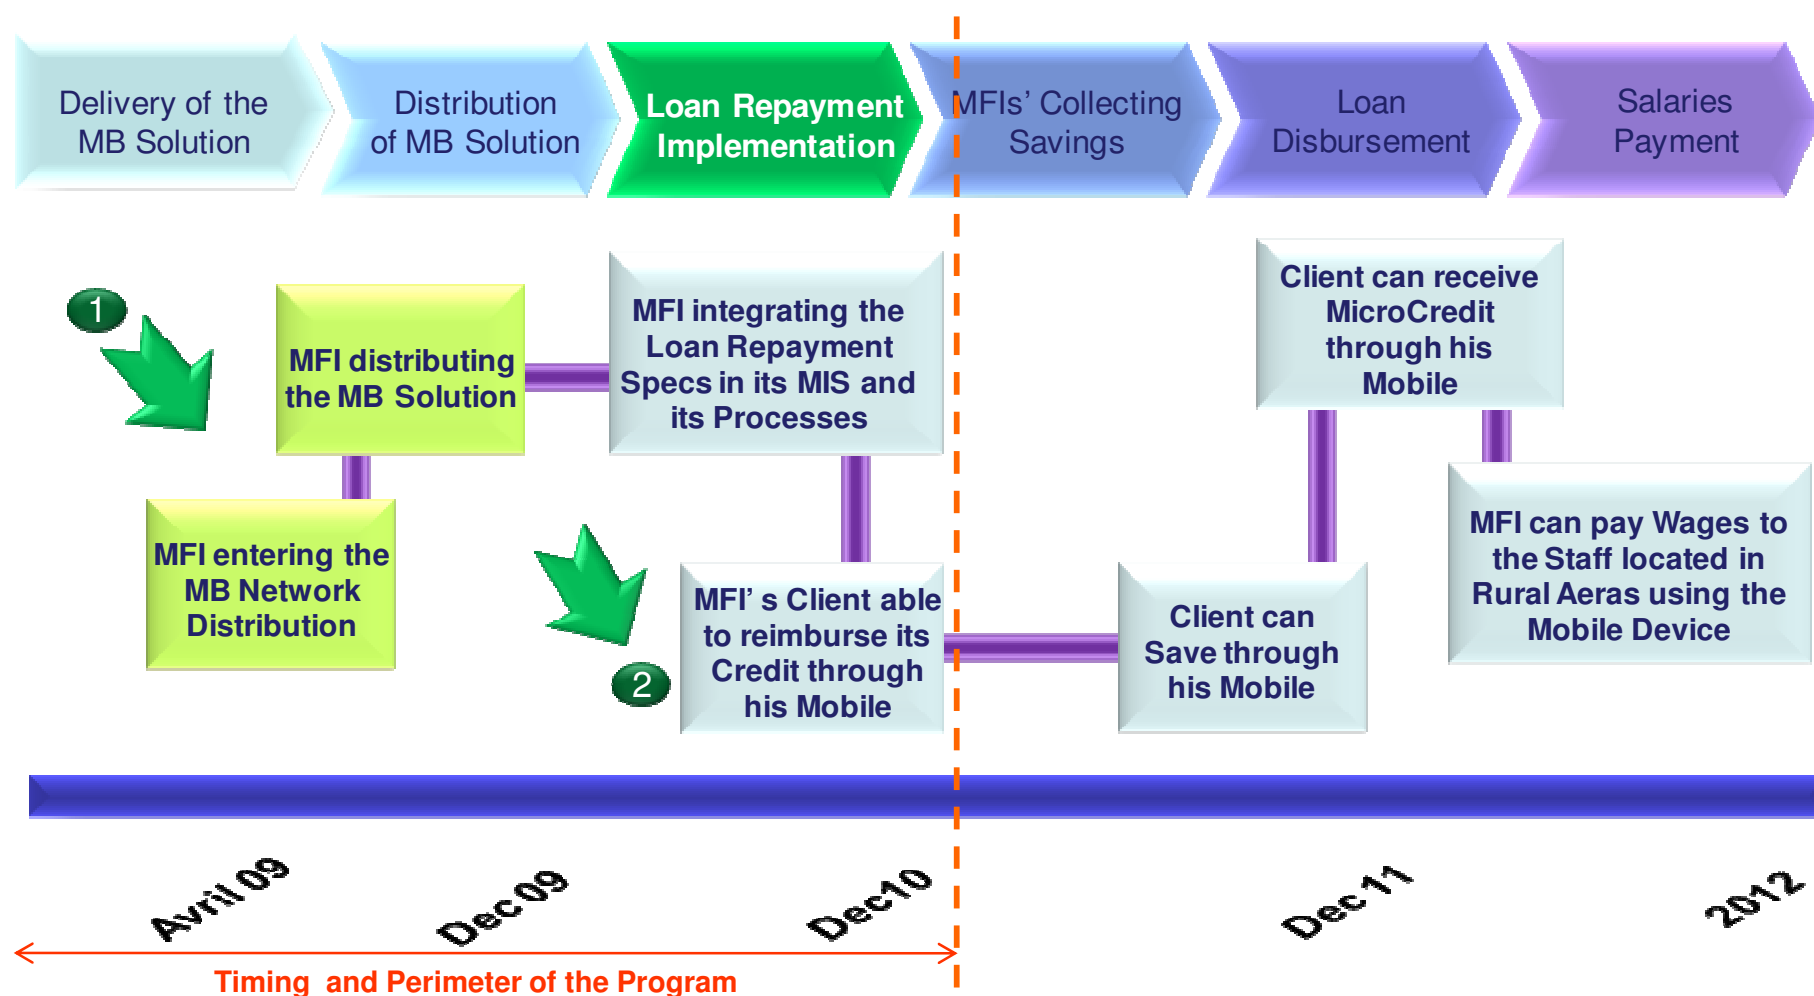 Delivery of the
MB Solution
Distribution
of MB Solution
Loan Repayment
Implementation
MFIs' Collecting
Savings
Loan
Disbursement
Salaries
Payment
1
MFI distributing
the MB Solution
MFI entering the
MB Network
Distribution
MFI integrating the
Loan Repayment
Specs in its MIS and
its Processes
2
MFI' s Client able
to reimburse its
Credit through
his Mobile
Client can
Save through
his Mobile
Client can receive
MicroCredit
through his
Mobile
MFI can pay Wages to
the Staff located in
Rural Aeras using the
Mobile Device
Avril 09
Dec 09
Dec10
Dec 11
2012
Timing and Perimeter of the Program